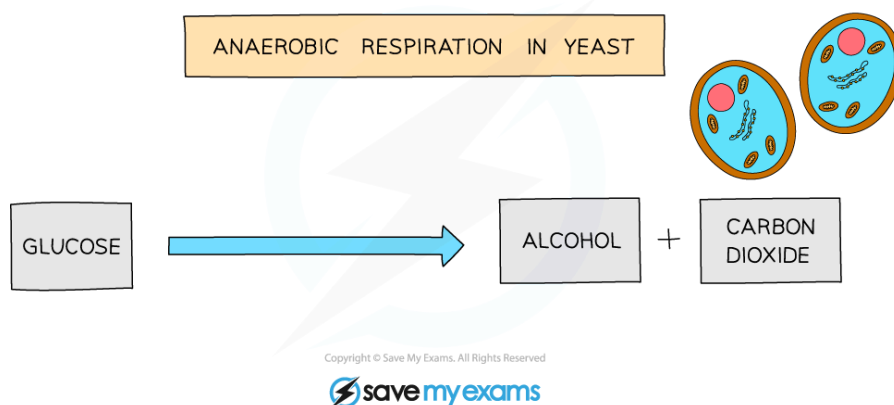 ANAEROBIC RESPIRATION IN YEAST
GLUCOSE
ALCOHOL + CARBON DIOXIDE
Copyright © Save My Exams. All Rights Reserved
save my exams